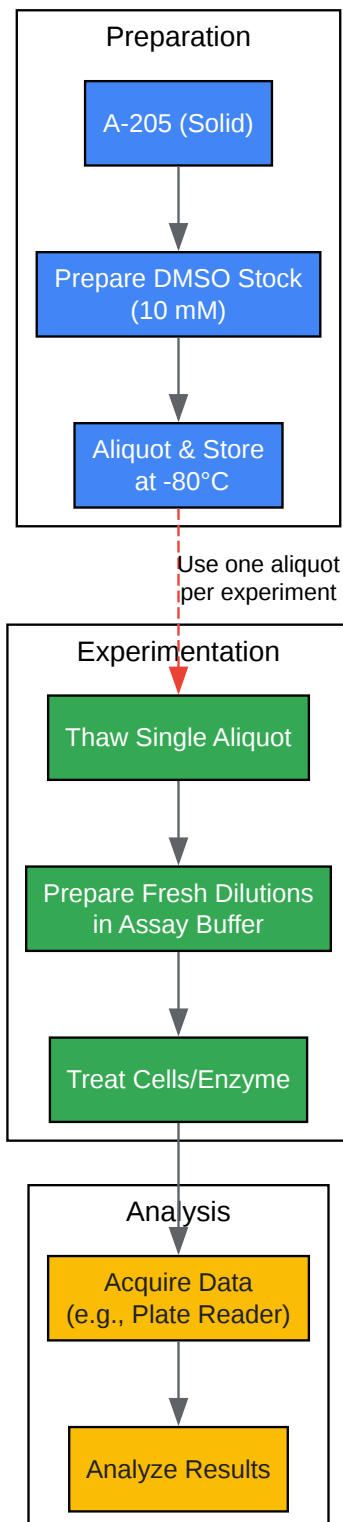 Preparation
A-205 (Solid)
Prepare DMSO Stock
(10 mM)
Aliquot & Store
at -80°C
Use one aliquot
per experiment
Experimentation
Thaw Single Aliquot
Prepare Fresh Dilutions
in Assay Buffer
Treat Cells/Enzyme
Analysis
Acquire Data
(e.g., Plate Reader)
Analyze Results